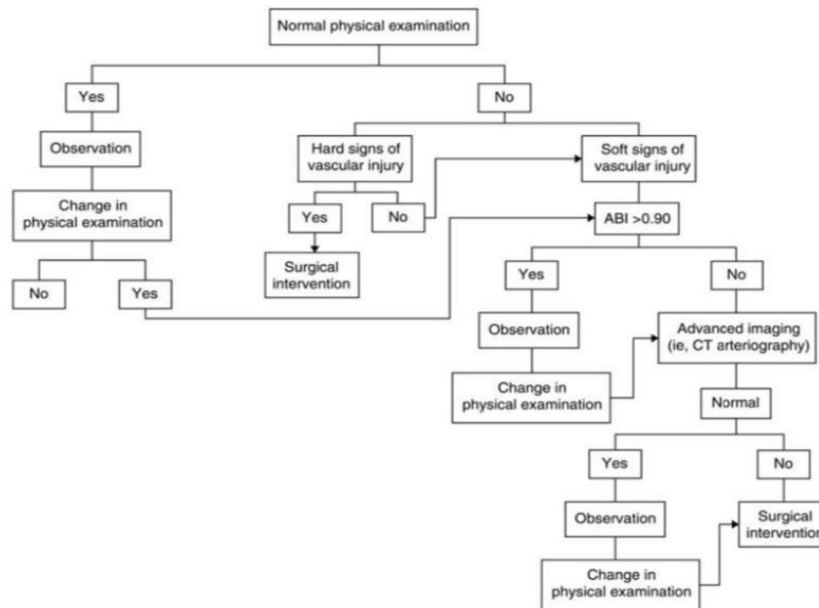 Normal physical examination
Yes
No
Observation
Hard signs of
vascular injury
Soft signs of
vascular injury
Change in
physical examination
Yes
No
ABI >0.90
No
Yes
Surgical
intervention
Yes
No
Observation
Advanced imaging
(ie, CT arteriography)
Change in
physical examination
Normal
Yes
No
Observation
Surgical
intervention
Change in
physical examination